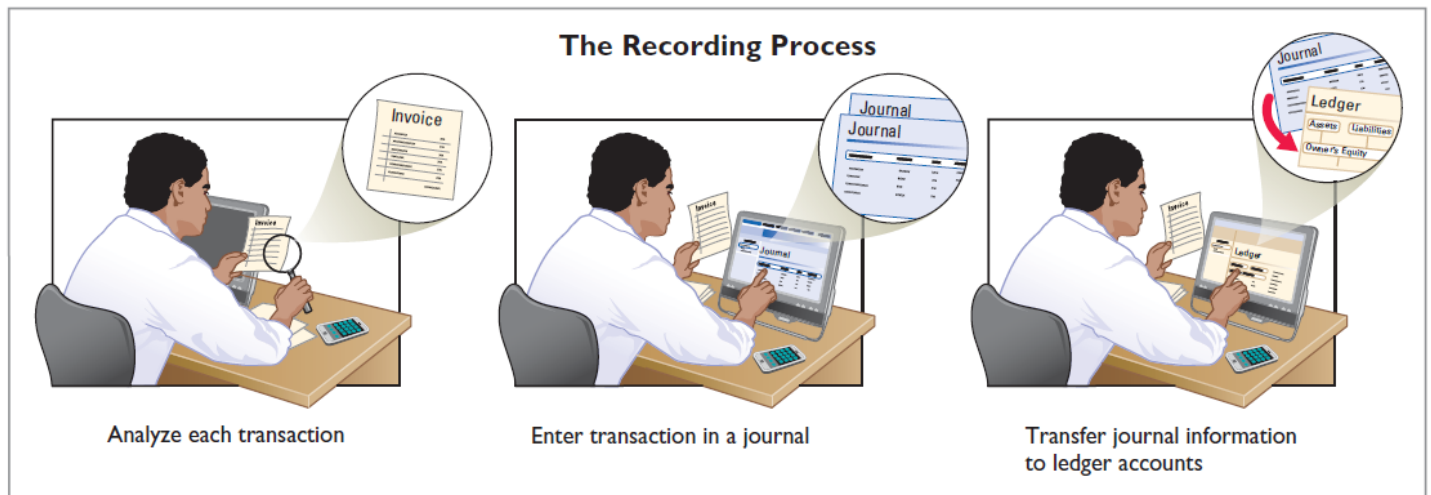 The Recording Process
Invoice
Invoice
Analyze each transaction
Journal
Journal
Invoice
Journal
Enter transaction in a journal
Journal
Ledger
Assets
Liabilities
Owner's Equity
Invoice
Ledger
Transfer journal information
to ledger accounts